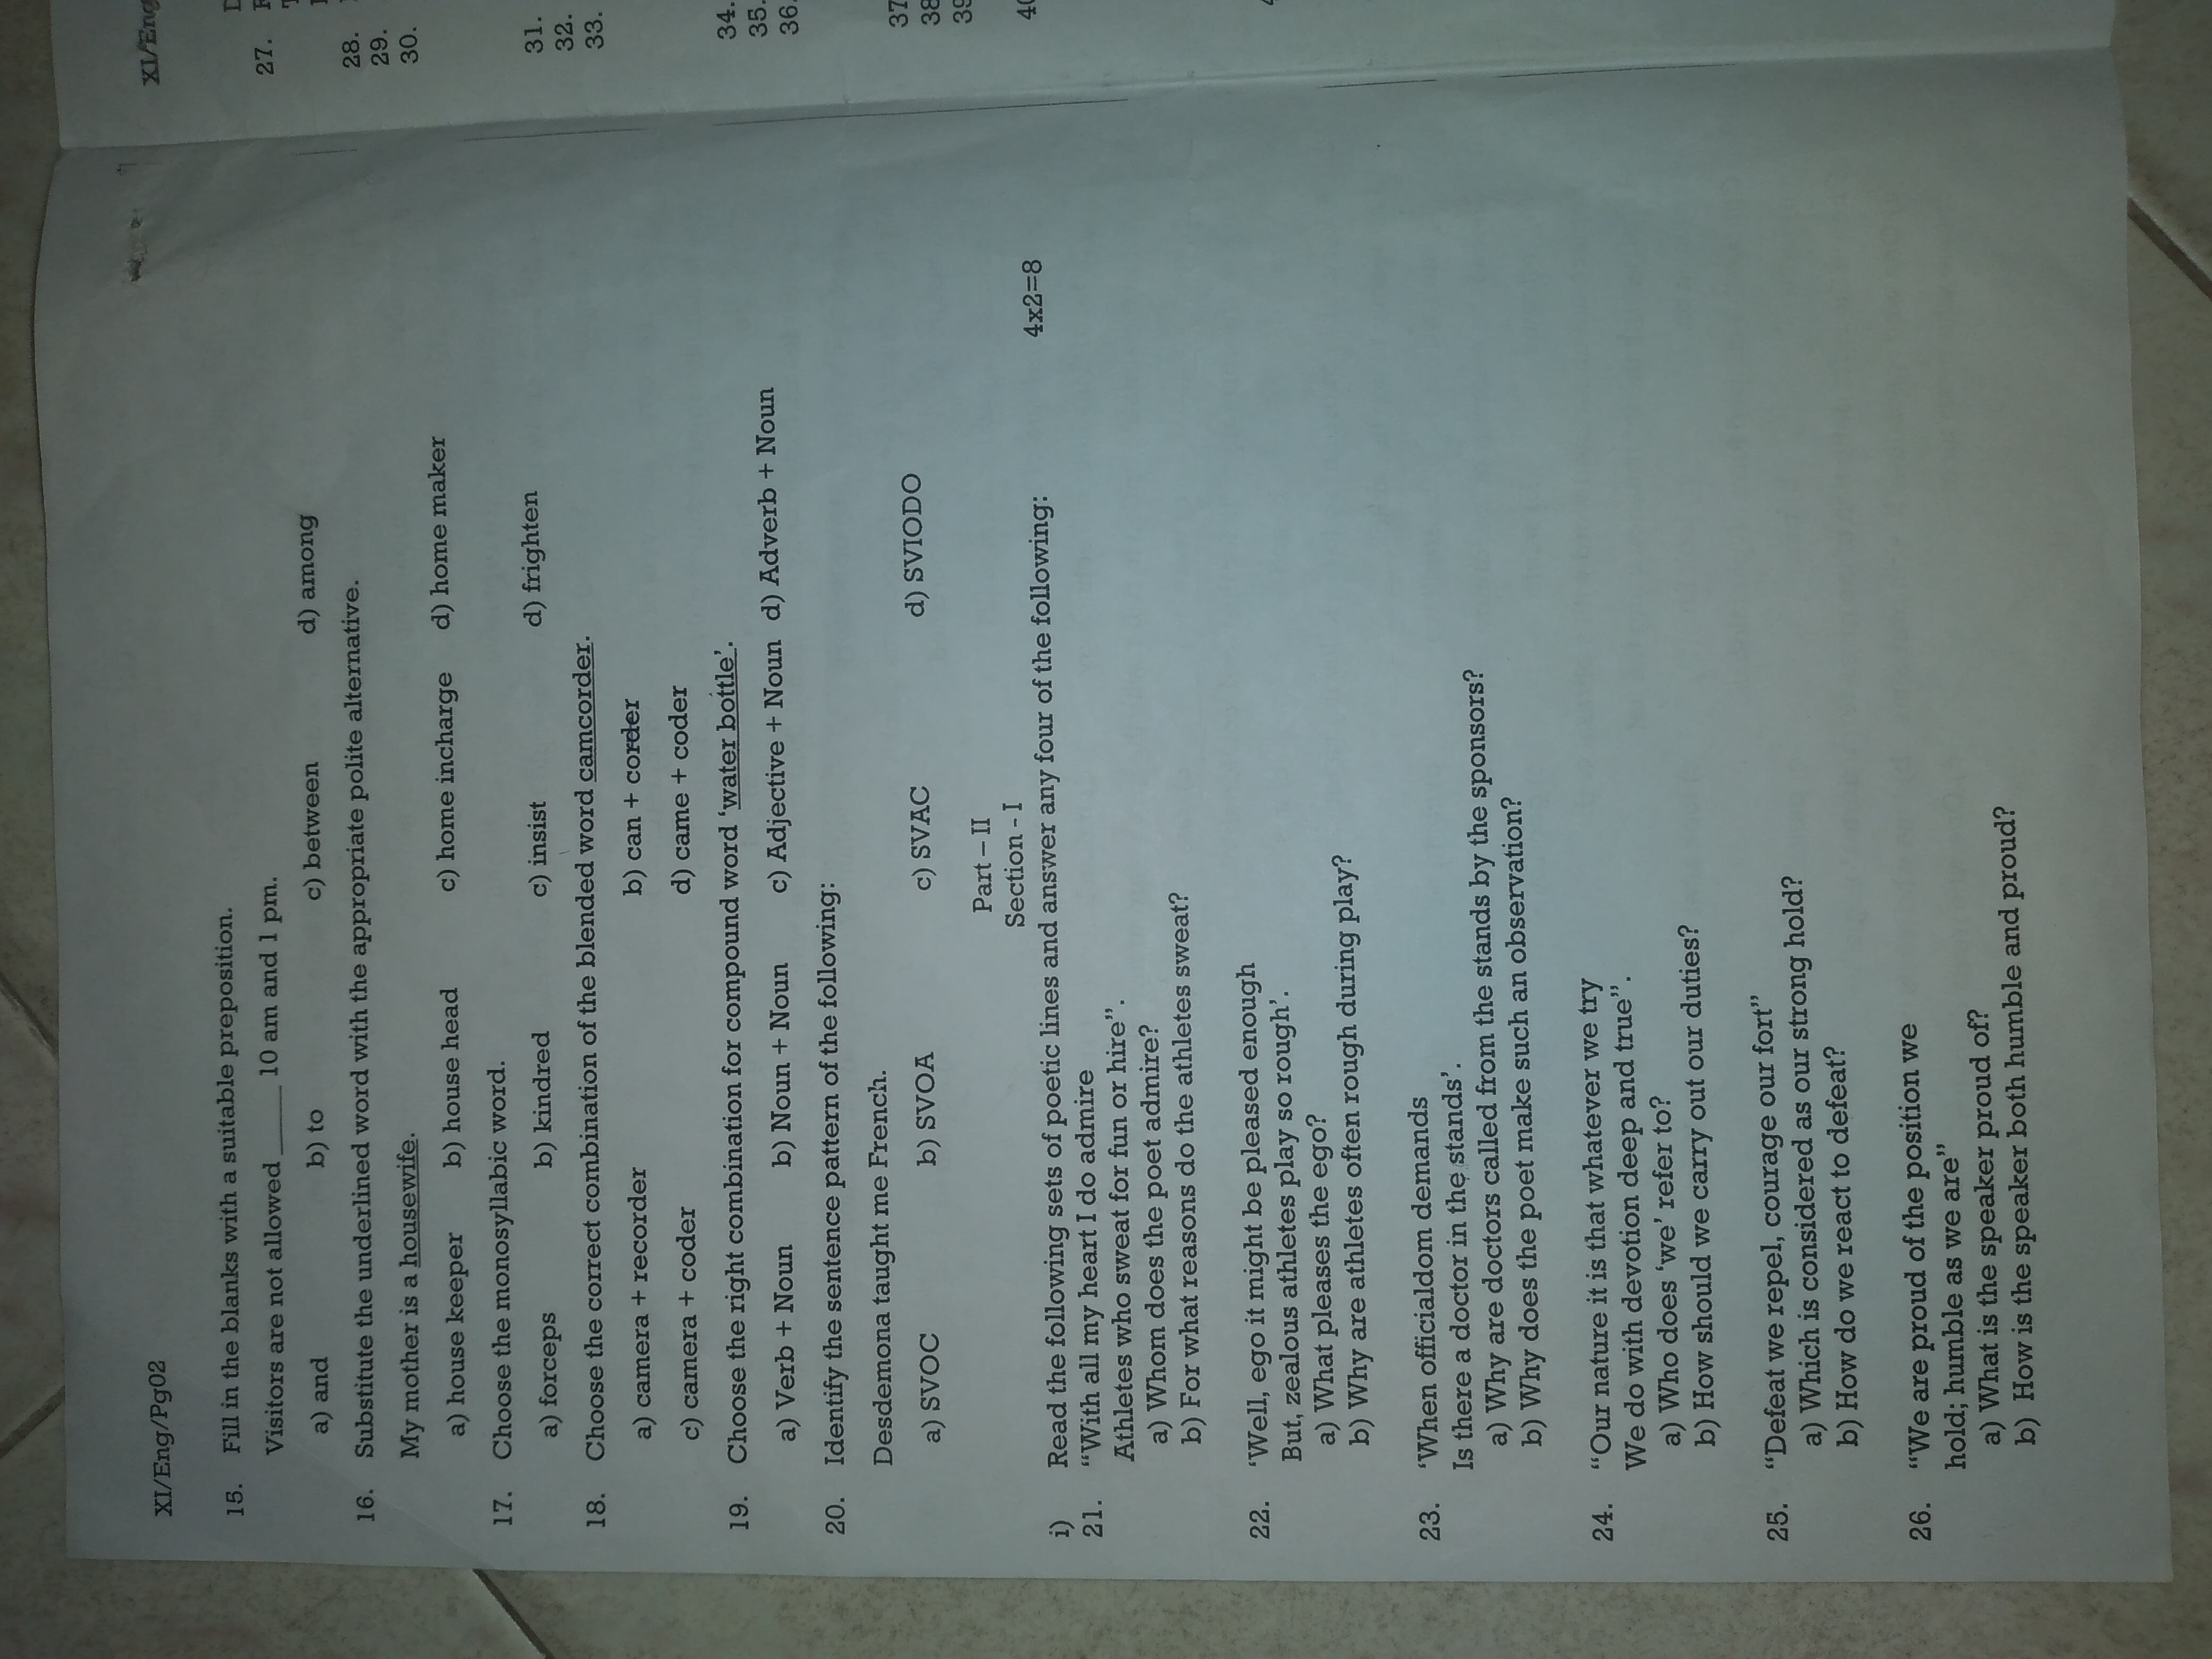 XI/Eng/Pg02
15. Fill in the blanks with a suitable preposition.
Visitors are not allowed _____ 10 am and 1 pm.
a) and b) to c) between d) among
16. Substitute the underlined word with the appropriate polite alternative.
My mother is a housewife.
a) house keeper b) house head c) home incharge d) home maker
17. Choose the monosyllabic word.
a) forceps b) kindred c) insist d) frighten
18. Choose the correct combination of the blended word camcorder.
a) camera + recorder b) can + corder
c) camera + coder d) came + coder
19. Choose the right combination for compound word ‘water bottle’.
a) Verb + Noun b) Noun + Noun c) Adjective + Noun d) Adverb + Noun
20. Identify the sentence pattern of the following:
Desdemona taught me French.
a) SVOC b) SVOA c) SVAC d) SVIODO
Part – II
Section - I
i) Read the following sets of poetic lines and answer any four of the following: 4x2=8
21. “With all my heart I do admire
Athletes who sweat for fun or hire”.
a) Whom does the poet admire?
b) For what reasons do the athletes sweat?
22. ‘Well, ego it might be pleased enough
But, zealous athletes play so rough’.
a) What pleases the ego?
b) Why are athletes often rough during play?
23. ‘When officialdom demands
Is there a doctor in the stands’.
a) Why are doctors called from the stands by the sponsors?
b) Why does the poet make such an observation?
24. “Our nature it is that whatever we try
We do with devotion deep and true”.
a) Who does ‘we’ refer to?
b) How should we carry out our duties?
25. “Defeat we repel, courage our fort”
a) Which is considered as our strong hold?
b) How do we react to defeat?
26. “We are proud of the position we
hold; humble as we are”
a) What is the speaker proud of?
b) How is the speaker both humble and proud?
XI/Eng
27.
28.
29.
30.
31.
32.
33.
34.
35.
36.
37
38